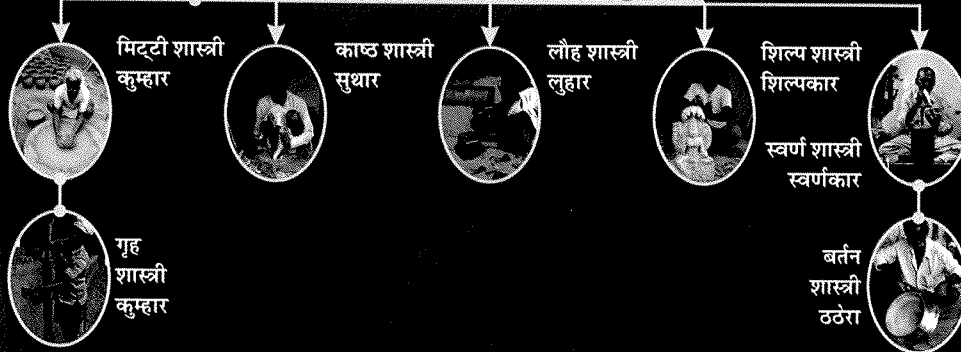 मिट्टी शास्त्री
कुम्हार
काष्ठ शास्त्री
सुथार
लौह शास्त्री
लुहार
शिल्प शास्त्री
शिल्पकार
स्वर्ण शास्त्री
स्वर्णकार
गृह
शास्त्री
कुम्हार
बर्तन
शास्त्री
ठठेरा